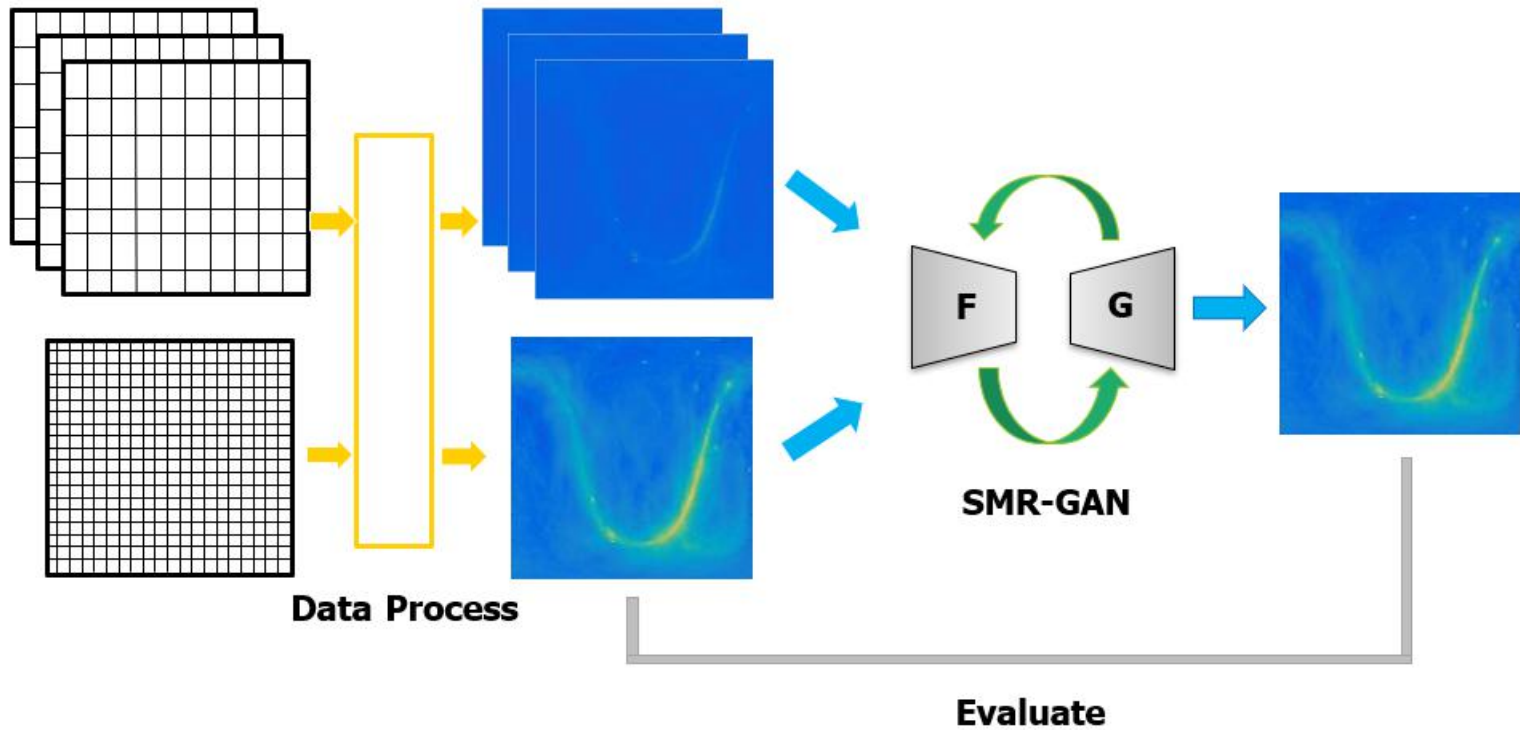 F
G
SMR-GAN
Data Process
Evaluate